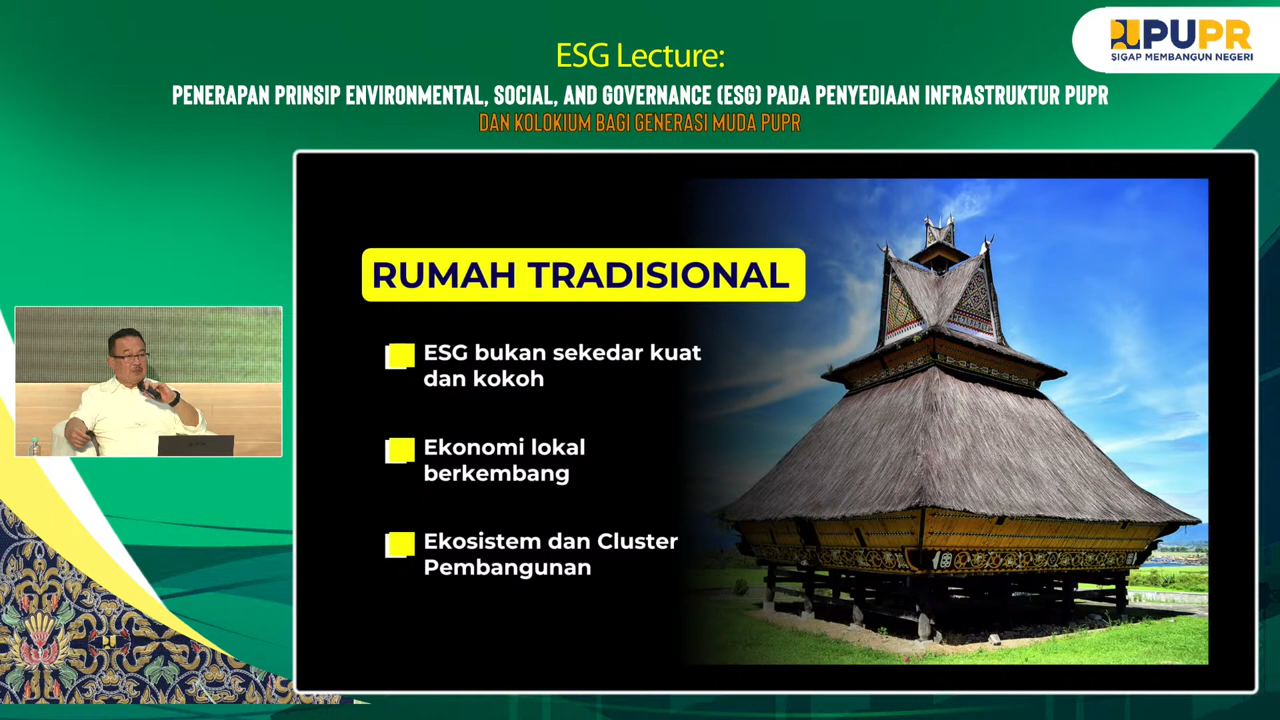 PUPR
SIGAP MEMBANGUN NEGERI
ESG Lecture:
PENERAPAN PRINSIP ENVIRONMENTAL, SOCIAL, AND GOVERNANCE (ESG) PADA PENYEDIAAN INFRASTRUKTUR PUPR
DAN KOLOKIUM BAGI GENERASI MUDA PUPR
RUMAH TRADISIONAL
ESG bukan sekedar kuat
dan kokoh
Ekonomi lokal
berkembang
Ekosistem dan Cluster
Pembangunan